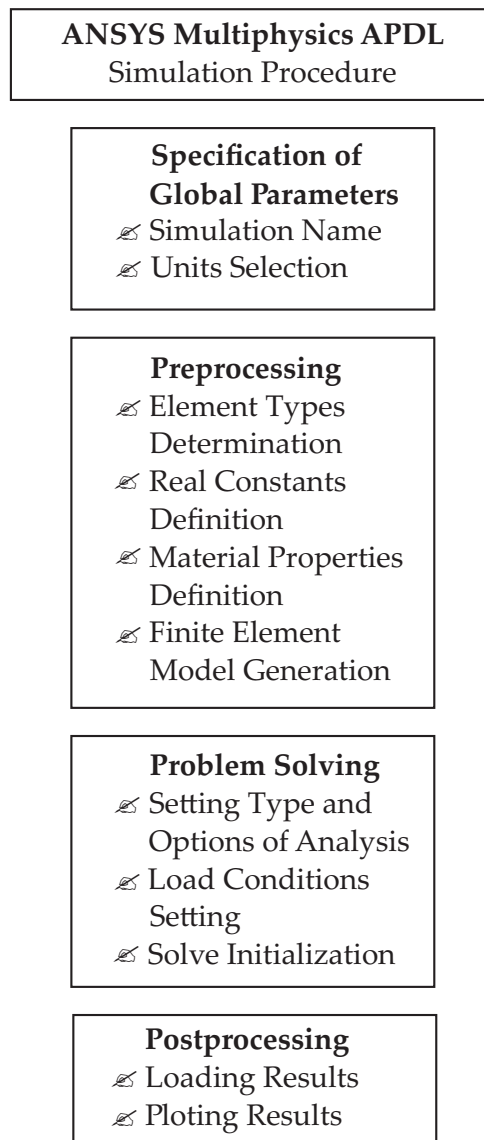 ANSYS Multiphysics APDL
Simulation Procedure
Specification of
Global Parameters
Simulation Name
Units Selection
Preprocessing
Element Types
Determination
Real Constants
Definition
Material Properties
Definition
Finite Element
Model Generation
Problem Solving
Setting Type and
Options of Analysis
Load Conditions
Setting
Solve Initialization
Postprocessing
Loading Results
Ploting Results